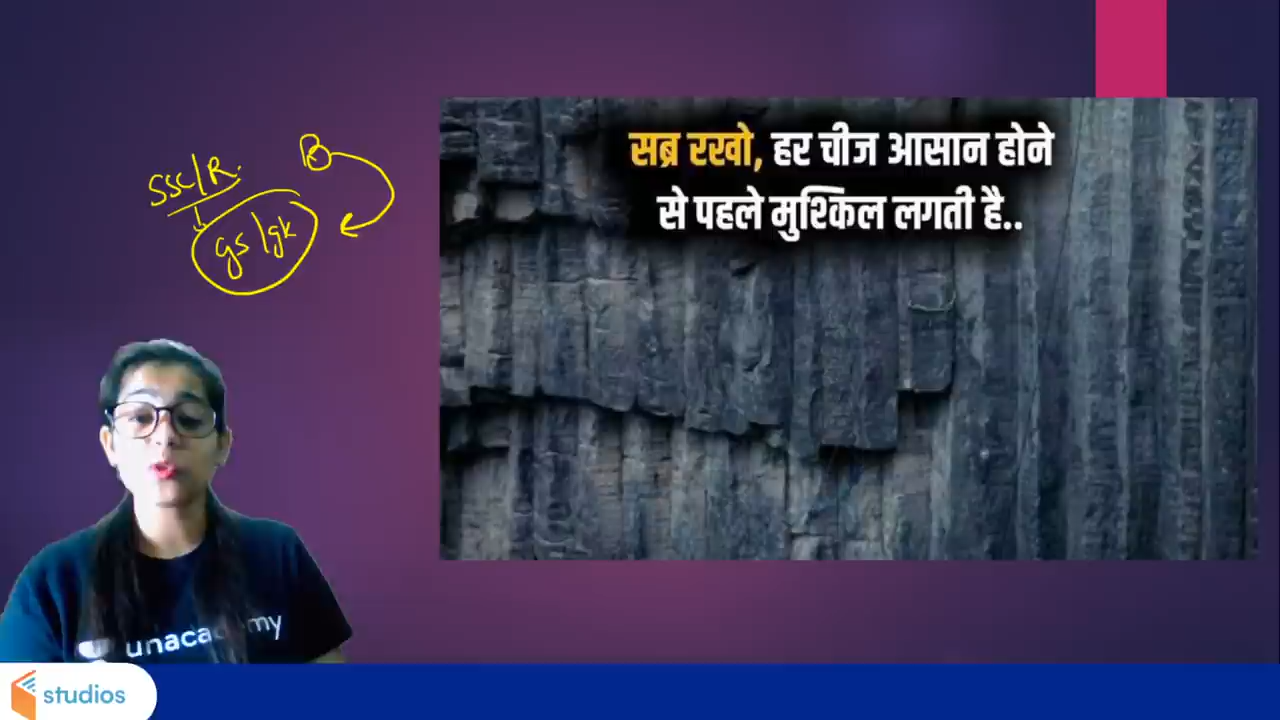 सब्र रखो, हर चीज आसान होने
से पहले मुश्किल लगती है..
SSC/R.
gs/gk
B
unacademy
studios